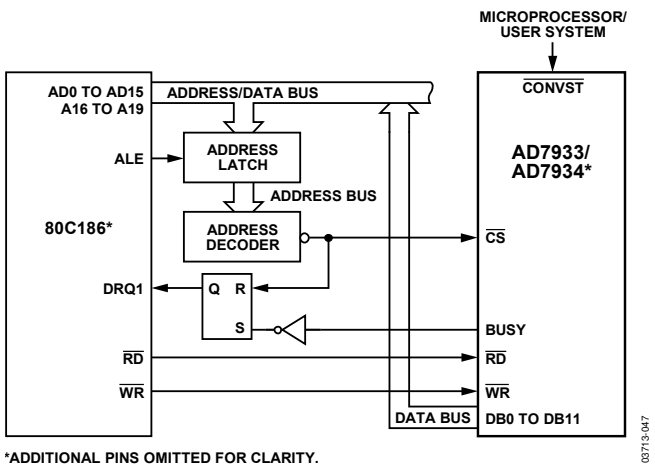 MICROPROCESSOR/
USER SYSTEM
AD0 TO AD15
A16 TO A19
ADDRESS/DATA BUS
CONVST
ALE
ADDRESS
LATCH
AD7933/
AD7934*
ADDRESS BUS
80C186*
ADDRESS
DECODER
CS
DRQ1
Q R
S
BUSY
RD
RD
WR
WR
DATA BUS
DB0 TO DB11
*ADDITIONAL PINS OMITTED FOR CLARITY.
03713-047